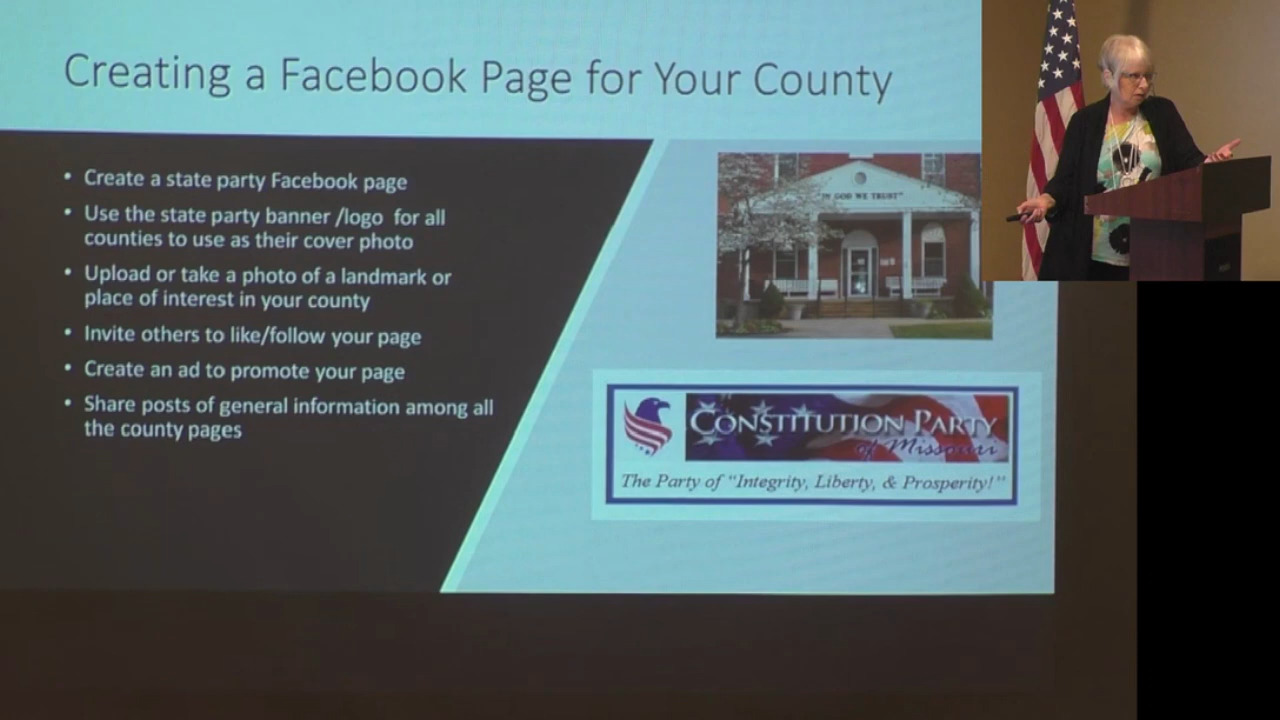 Creating a Facebook Page for Your County
• Create a state party Facebook page
• Use the state party banner /logo for all
counties to use as their cover photo
• Upload or take a photo of a landmark or
place of interest in your county
• Invite others to like/follow your page
• Create an ad to promote your page
• Share posts of general information among all
the county pages
"IN GOD WE TRUST"
CONSTITUTION PARTY
of Missouri
The Party of "Integrity, Liberty, & Prosperity!"